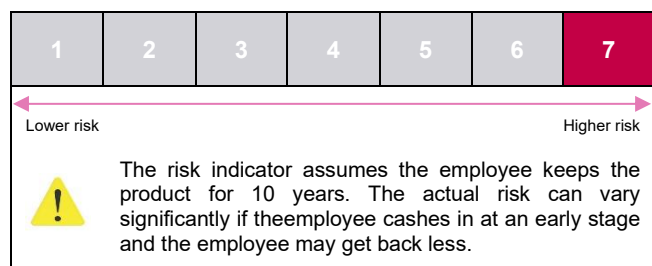 1 2 3 4 5 6 7
Lower risk Higher risk
The risk indicator assumes the employee keeps the
product for 10 years. The actual risk can vary
significantly if theemployee cashes in at an early stage
and the employee may get back less.